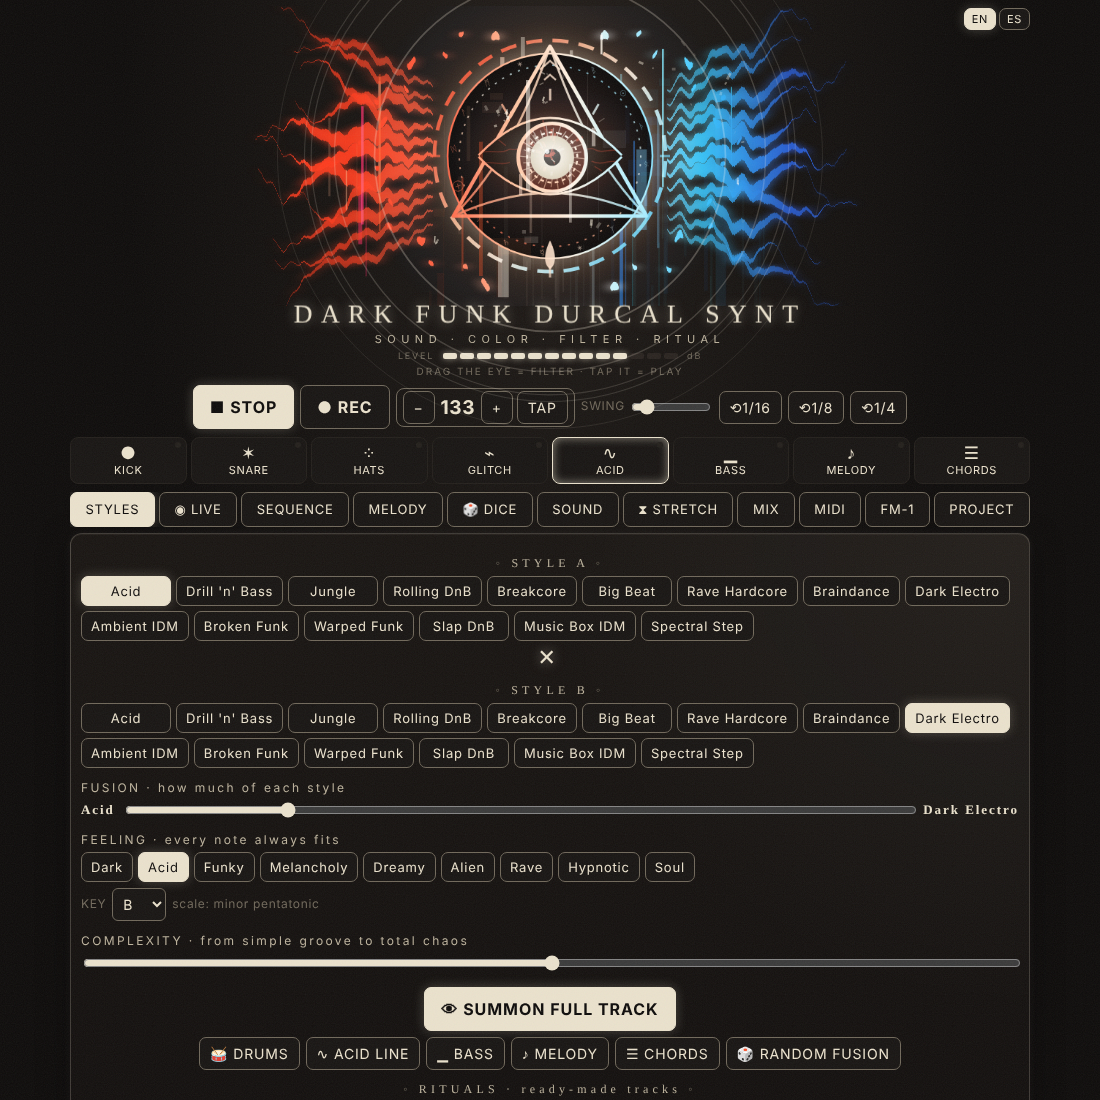 EN ES
DARK FUNK DURCAL SYNT
SOUND · COLOR · FILTER · RITUAL
LEVEL dB
DRAG THE EYE = FILTER · TAP IT = PLAY
■ STOP ● REC − 133 + TAP SWING ⟲1/16 ⟲1/8 ⟲1/4
KICK SNARE HATS GLITCH ACID BASS MELODY CHORDS
STYLES ◉ LIVE SEQUENCE MELODY 🎲 DICE SOUND ⧗ STRETCH MIX MIDI FM-1 PROJECT
◦ STYLE A ◦
Acid Drill 'n' Bass Jungle Rolling DnB Breakcore Big Beat Rave Hardcore Braindance Dark Electro
Ambient IDM Broken Funk Warped Funk Slap DnB Music Box IDM Spectral Step
✕
◦ STYLE B ◦
Acid Drill 'n' Bass Jungle Rolling DnB Breakcore Big Beat Rave Hardcore Braindance Dark Electro
Ambient IDM Broken Funk Warped Funk Slap DnB Music Box IDM Spectral Step
FUSION · how much of each style
Acid Dark Electro
FEELING · every note always fits
Dark Acid Funky Melancholy Dreamy Alien Rave Hypnotic Soul
KEY B scale: minor pentatonic
COMPLEXITY · from simple groove to total chaos
👁 SUMMON FULL TRACK
🥁 DRUMS ∿ ACID LINE ▁ BASS ♪ MELODY ☰ CHORDS 🎲 RANDOM FUSION
◦ RITUALS · ready-made tracks ◦